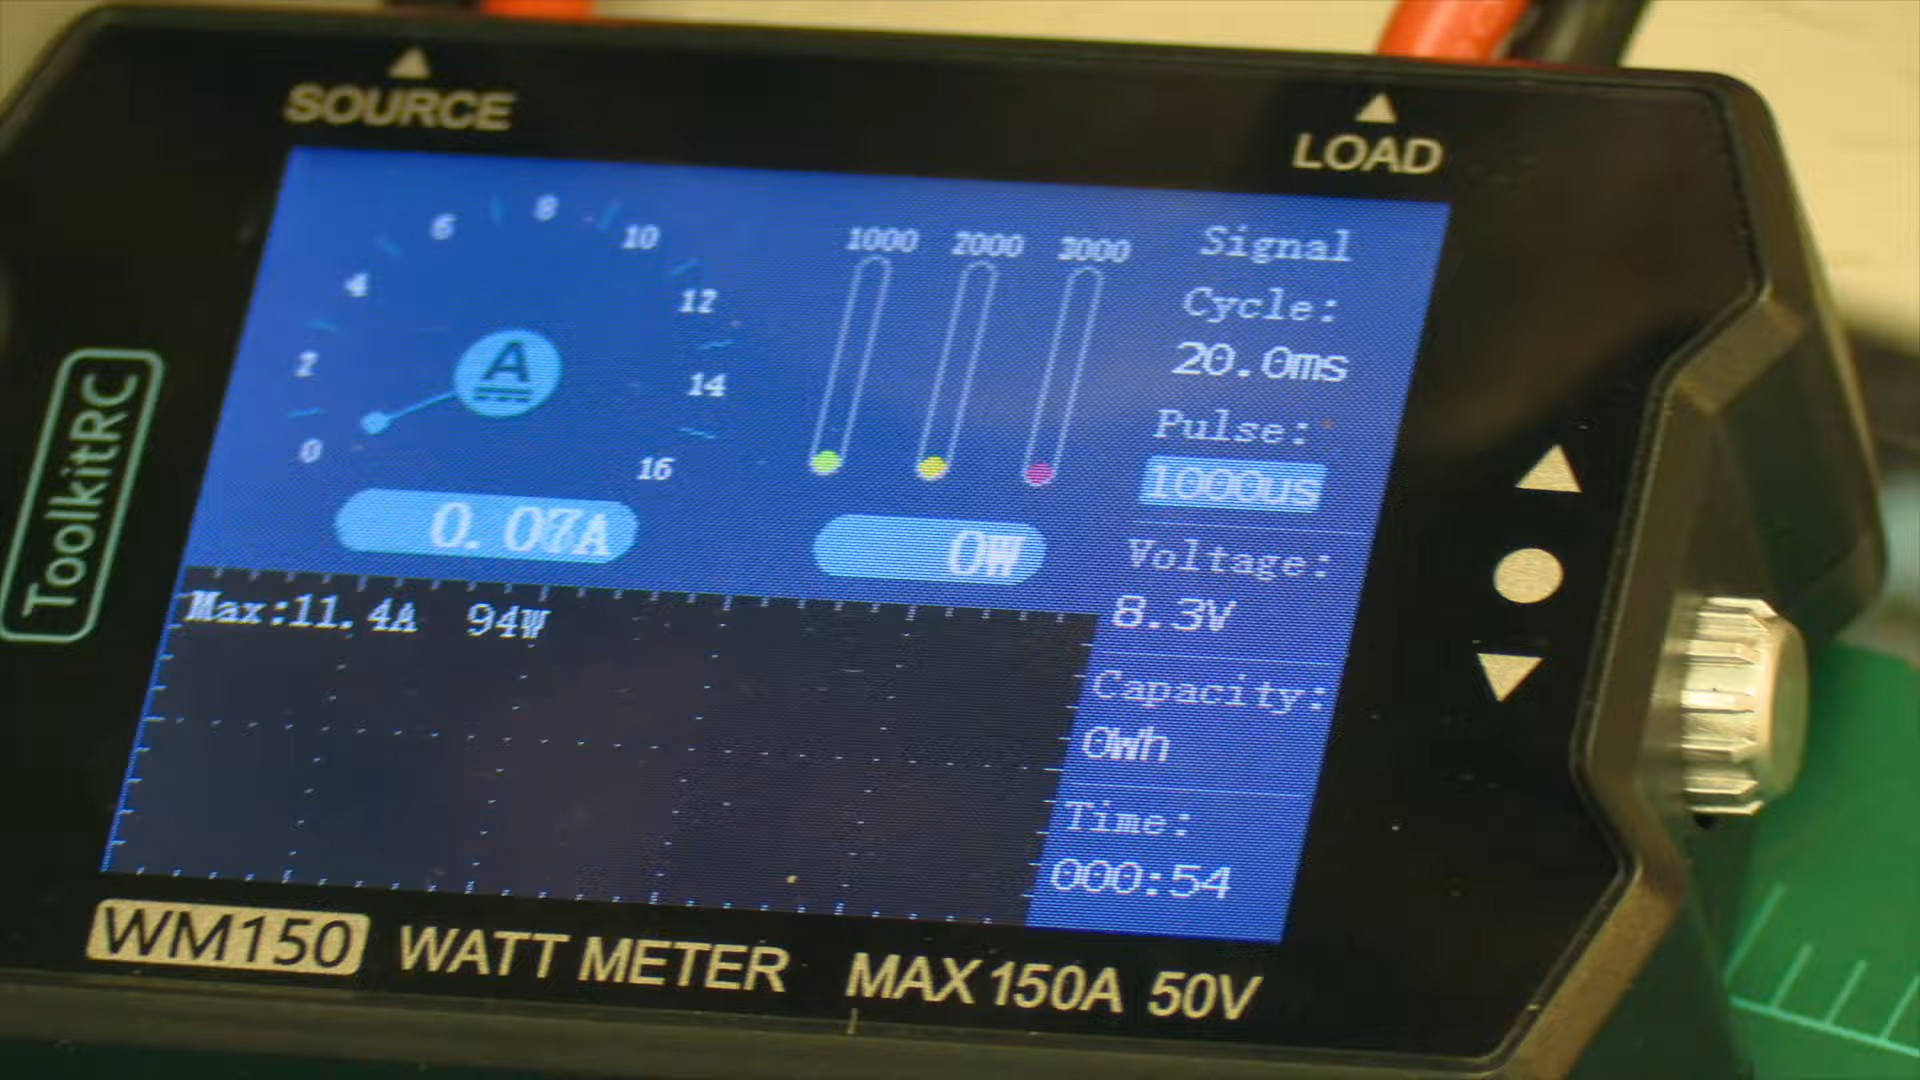 SOURCE
LOAD
ToolkitRC
0
2
4
6
8
10
12
14
16
A
0.07A
1000
2000
3000
0W
Signal
Cycle:
20.0ms
Pulse:
1000us
Voltage:
8.3V
Capacity:
0Wh
Time:
000:54
Max:11.4A 94W
WM150 WATT METER MAX 150A 50V